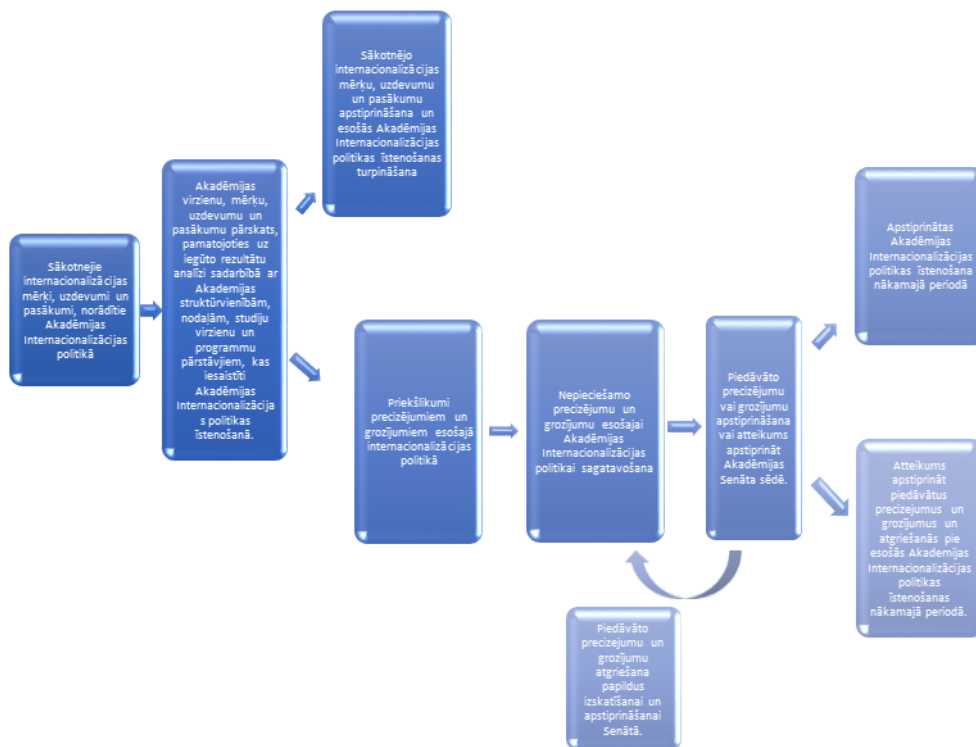 Sākotnejie
internacionalizācijas
mērķi, uzdevumi un
pasākumi, norādītie
Akadēmijas
Internacionalizācijas
politikā
Akadēmijas
virzienu, mērķu,
uzdevumu un
pasākumu pārskats,
pamatojoties uz
iegūto rezultātu
analīzi sadarbībā ar
Akadēmijas
struktūrvienībām,
nodaļām, studiju
virzienu un
programmu
pārstāvjiem, kas
iesaistīti
Akadēmijas
Internacionalizācija
s politikas
īstenošanā.
Sākotnējo
internacionalizācijas
mērķu, uzdevumu
un pasākumu
apstiprināšana un
esošās Akadēmijas
Internacionalizācijas
politikas īstenošanas
turpināšana
Priekšlikumi
precizējumiem un
grozījumiem esošajā
internacionalizācijas
politikā
Nepieciešamo
precizējumu un
grozījumu esošajai
Akadēmijas
Internacionalizācijas
politikai sagatavošana
Piedāvāto
precizējumu
vai grozījumu
apstiprināšana
vai atteikums
apstiprināt
Akadēmijas
Senāta sēdē.
Piedāvāto
precizejumu un
grozījumu
atgriešana
papildus
izskatīšanai un
apstiprināšanai
Senātā.
Apstiprinātas
Akadēmijas
Internacionalizācijas
politikas īstenošana
nākamajā periodā
Atteikums
apstiprināt
piedāvātus
precizejumus un
grozījumus un
atgriešanās pie
esošās Akademijas
Internacionalizācijas
politikas
īstenošanas
nākamajā periodā.